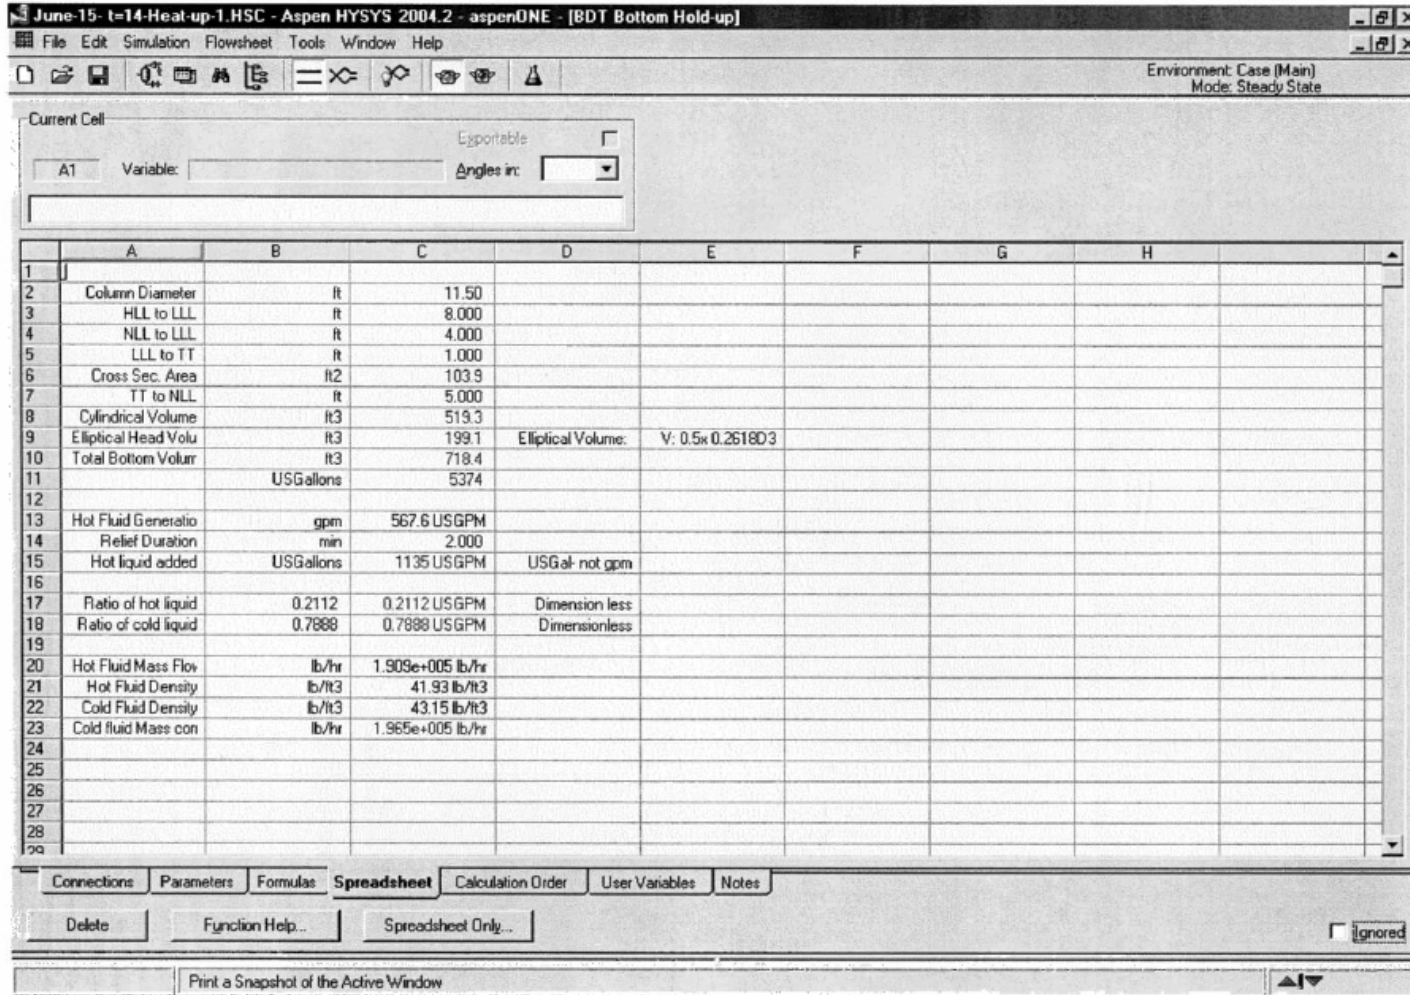 June-15- t=14-Heat-up-1.HSC - Aspen HYSYS 2004.2 - aspenONE - [BDT Bottom Hold-up]
File Edit Simulation Flowsheet Tools Window Help
Environment: Case (Main)
Mode: Steady State
Current Cell
Exportable
A1 Variable: Angles in:
A B C D E F G H
1
2 Column Diameter ft 11.50
3 HLL to LLL ft 8.000
4 NLL to LLL ft 4.000
5 LLL to TT ft 1.000
6 Cross Sec. Area ft2 103.9
7 TT to NLL ft 5.000
8 Cylindrical Volume ft3 519.3
9 Elliptical Head Volu ft3 199.1 Elliptical Volume: V: 0.5x 0.2618D3
10 Total Bottom Volurr ft3 718.4
11 USGallons 5374
12
13 Hot Fluid Generatio gpm 567.6 USGPM
14 Relief Duration min 2.000
15 Hot liquid added USGallons 1135 USGPM USGal- not gpm
16
17 Ratio of hot liquid 0.2112 0.2112 USGPM Dimension less
18 Ratio of cold liquid 0.7888 0.7888 USGPM Dimensionless
19
20 Hot Fluid Mass Flov lb/hr 1.909e+005 lb/hr
21 Hot Fluid Density lb/ft3 41.93 lb/ft3
22 Cold Fluid Density lb/ft3 43.15 lb/ft3
23 Cold fluid Mass con lb/hr 1.965e+005 lb/hr
24
25
26
27
28
29
Connections Parameters Formulas Spreadsheet Calculation Order User Variables Notes
Delete Function Help... Spreadsheet Only... Ignored
Print a Snapshot of the Active Window